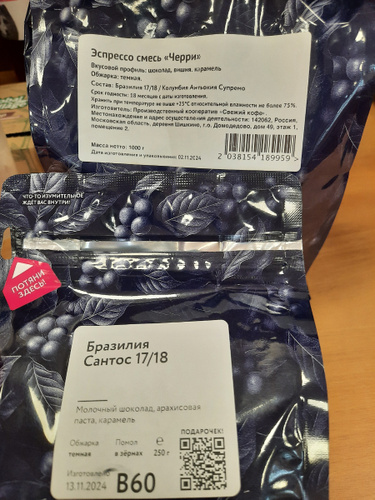 Эспрессо смесь «Черри»
Вкусовой профиль: шоколад, вишня, карамель
Обжарка: темная.
Состав: Бразилия 17/18 / Колумбия Антьокия Супремо
Срок годности: 18 месяцев с даты изготовления.
Хранить при температуре не выше +25°C относительной влажности не более 75%.
Изготовитель: Производственный кооператив «Свежий кофе».
Местонахождение и адрес осуществления деятельности: 142062, Россия,
Московская область, деревня Шишкино, г.о. Домодедово, дом 49, этаж 1,
помещение 2.
Масса нетто: 1000 г
Дата изготовления и упаковывания: 02.11.2024
2 038154 189959 >
ЧТО-ТО ИЗУМИТЕЛЬНОЕ
ЖДЁТ ВАС ВНУТРИ!
ПОТЯНИ
ЗДЕСЬ!
Бразилия
Сантос 17/18
Молочный шоколад, арахисовая
паста, карамель
ПОДАРОЧЕК!
Обжарка Помол ℮
темная в зёрнах 250 г
Изготовлено
13.11.2024 B60